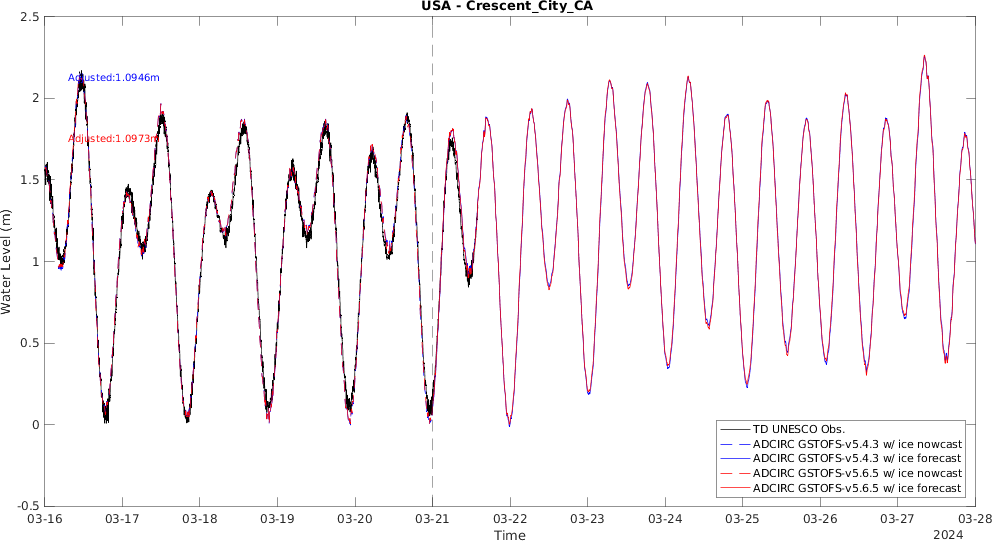 USA - Crescent_City_CA
2.5
2
1.5
1
0.5
0
-0.5
Water Level (m)
Adjusted:1.0946m
Adjusted:1.0973m
TD UNESCO Obs.
ADCIRC GSTOFS-v5.4.3 w/ ice nowcast
ADCIRC GSTOFS-v5.4.3 w/ ice forecast
ADCIRC GSTOFS-v5.6.5 w/ ice nowcast
ADCIRC GSTOFS-v5.6.5 w/ ice forecast
03-16 03-17 03-18 03-19 03-20 03-21 03-22 03-23 03-24 03-25 03-26 03-27 03-28
Time
2024